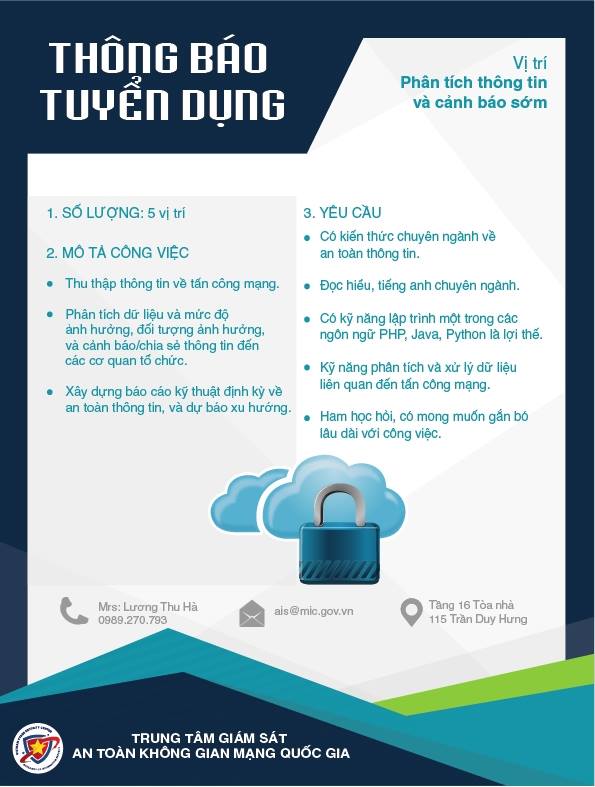 THÔNG BÁO
TUYỂN DỤNG
Vị trí
Phân tích thông tin
và cảnh báo sớm
1. SỐ LƯỢNG: 5 vị trí
2. MÔ TẢ CÔNG VIỆC
Thu thập thông tin về tấn công mạng.
Phân tích dữ liệu và mức độ
ảnh hưởng, đối tượng ảnh hưởng,
và cảnh báo/chia sẻ thông tin đến
các cơ quan tổ chức.
Xây dựng báo cáo kỹ thuật định kỳ về
an toàn thông tin, và dự báo xu hướng.
3. YÊU CẦU
Có kiến thức chuyên ngành về
an toàn thông tin.
Đọc hiểu, tiếng anh chuyên ngành.
Có kỹ năng lập trình một trong các
ngôn ngữ PHP, Java, Python là lợi thế.
Kỹ năng phân tích và xử lý dữ liệu
liên quan đến tấn công mạng.
Ham học hỏi, có mong muốn gắn bó
lâu dài với công việc.
Mrs: Lương Thu Hà
0989.270.793
ais@mic.gov.vn
Tầng 16 Tòa nhà
115 Trần Duy Hưng
TRUNG TÂM GIÁM SÁT
AN TOÀN KHÔNG GIAN MẠNG QUỐC GIA